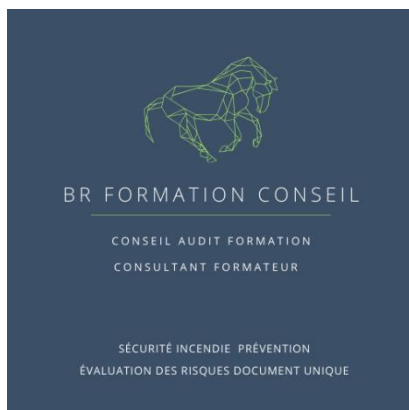 BR FORMATION CONSEIL
CONSEIL AUDIT FORMATION
CONSULTANT FORMATEUR
SÉCURITÉ INCENDIE PRÉVENTION
ÉVALUATION DES RISQUES DOCUMENT UNIQUE